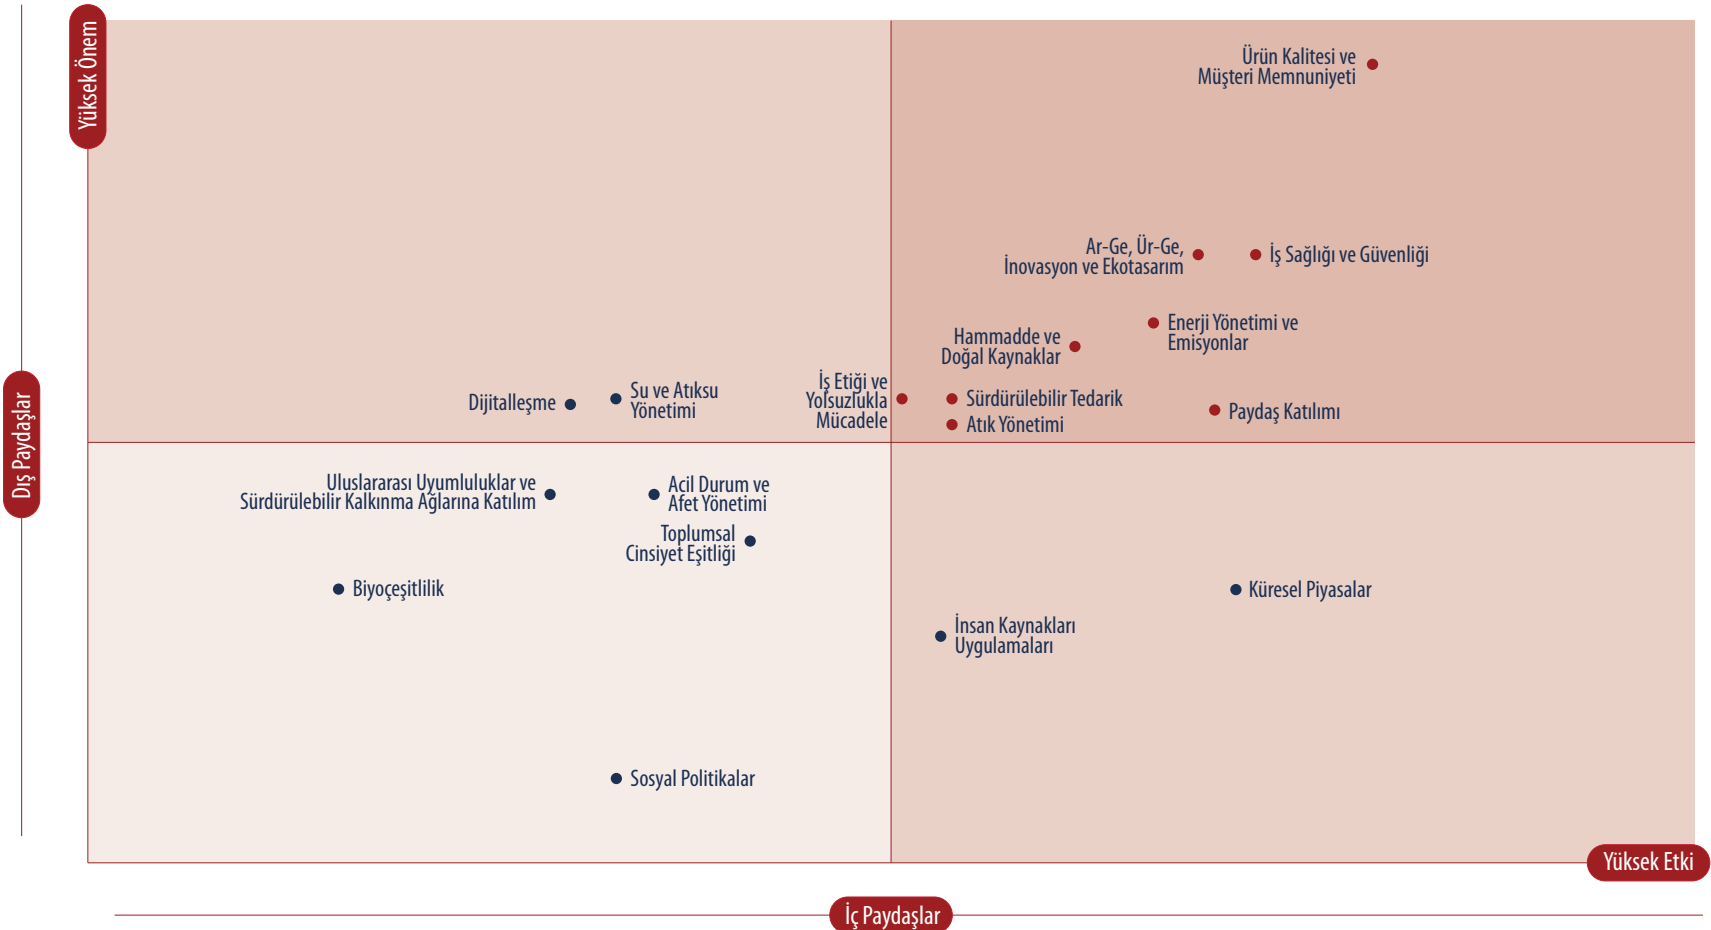 Yüksek Önem
Ürün Kalitesi ve
Müşteri Memnuniyeti
Ar-Ge, Ür-Ge,
İnovasyon ve Ekotasarım
İş Sağlığı ve Güvenliği
Enerji Yönetimi ve
Emisyonlar
Hammadde ve
Doğal Kaynaklar
İş Etiği ve
Yolsuzlukla
Mücadele
Sürdürülebilir Tedarik
Atık Yönetimi
Paydaş Katılımı
Dijitalleşme
Su ve Atıksu
Yönetimi
Dış Paydaşlar
Uluslararası Uyumluluklar ve
Sürdürülebilir Kalkınma Ağlarına Katılım
Acil Durum ve
Afet Yönetimi
Toplumsal
Cinsiyet Eşitliği
Biyoçeşitlilik
Küresel Piyasalar
İnsan Kaynakları
Uygulamaları
Sosyal Politikalar
Yüksek Etki
İç Paydaşlar